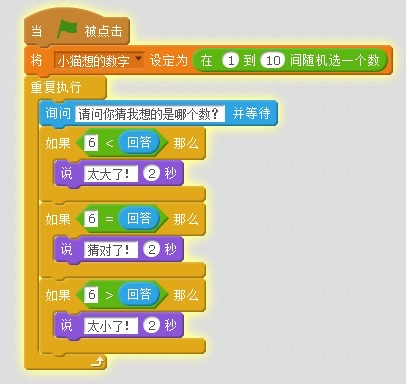 当 被点击
将 小猫想的数字 设定为 在 1 到 10 间随机选一个数
重复执行
询问 请问你猜我想的是哪个数？ 并等待
如果 6 < 回答 那么
说 太大了！ 2 秒
如果 6 = 回答 那么
说 猜对了！ 2 秒
如果 6 > 回答 那么
说 太小了！ 2 秒